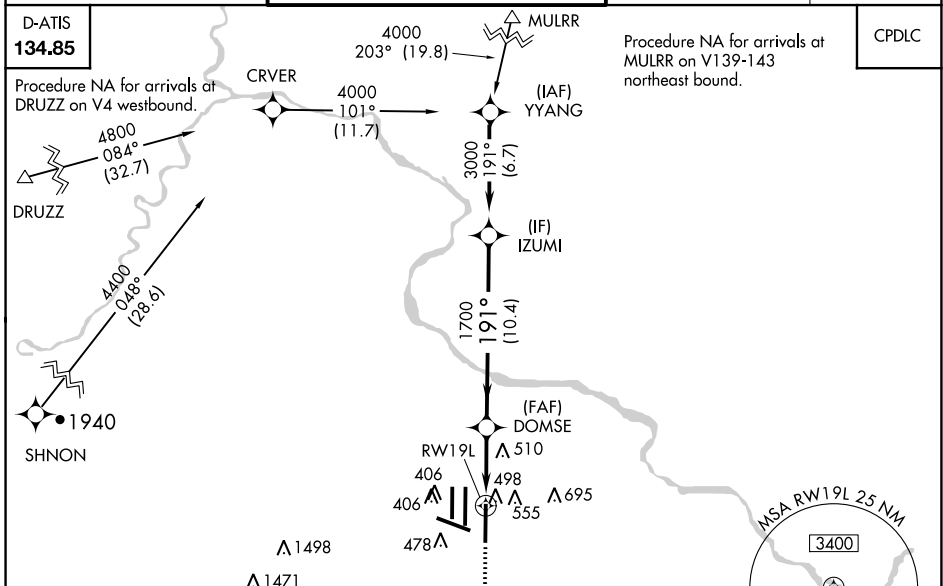 D-ATIS
134.85
Procedure NA for arrivals at
DRUZZ on V4 westbound.
MULRR
4000
203° (19.8)
Procedure NA for arrivals at
MULRR on V139-143
northeast bound.
CPDLC
CRVER
4000
101°
(11.7)
(IAF)
YYANG
4800
084°
(32.7)
DRUZZ
3000
191°
(6.7)
(IF)
IZUMI
4400
048°
(28.6)
1700
191°
(10.4)
1940
SHNON
(FAF)
DOMSE
RW19L
510
406
498
406
555
695
478
1498
1471
MSA RW19L 25 NM
3400